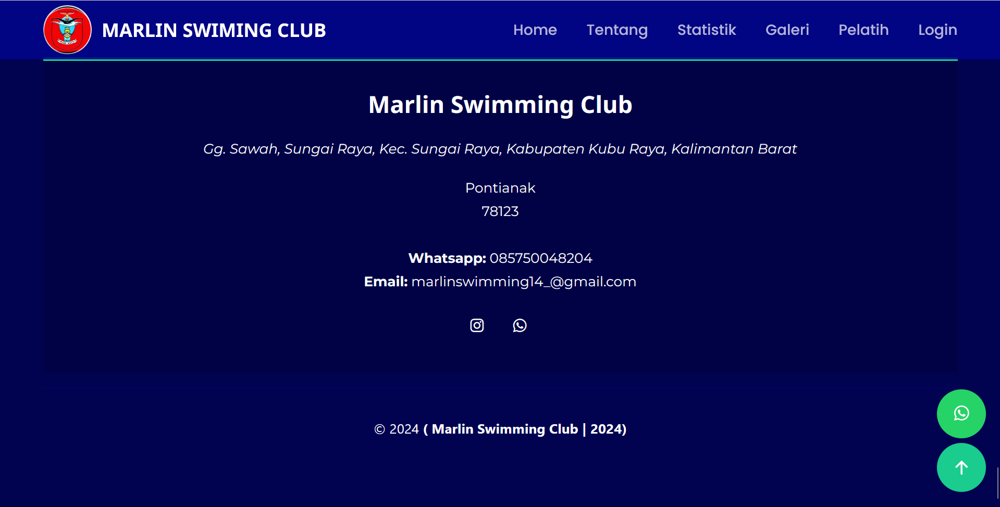 MARLIN SWIMING CLUB
Home Tentang Statistik Galeri Pelatih Login
Marlin Swimming Club
Gg. Sawah, Sungai Raya, Kec. Sungai Raya, Kabupaten Kubu Raya, Kalimantan Barat
Pontianak
78123
Whatsapp: 085750048204
Email: marlinswimming14_@gmail.com
© 2024 ( Marlin Swimming Club | 2024)